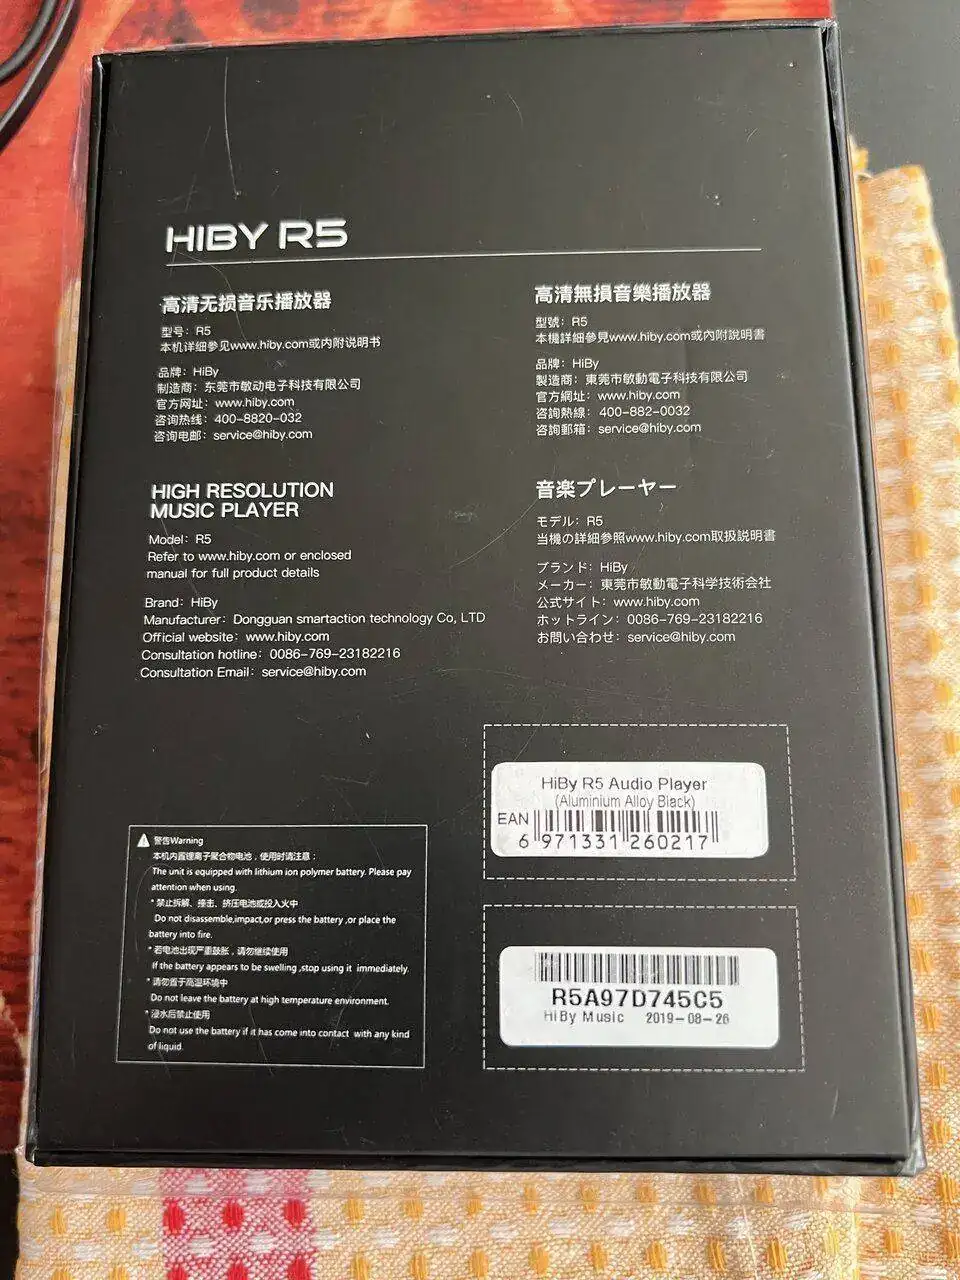 HIBY R5
高清无损音乐播放器
型号：R5
本机详细参见www.hiby.com或内附说明书
品牌：HiBy
制造商：东莞市敏动电子科技有限公司
官方网址：www.hiby.com
咨询热线：400-8820-032
咨询电邮：service@hiby.com
高清無損音樂播放器
型號：R5
本機詳細參見www.hiby.com或內附說明書
品牌：HiBy
製造商：東莞市敏動電子科技有限公司
官方網址：www.hiby.com
咨詢熱線：400-882-0032
咨詢郵箱：service@hiby.com
HIGH RESOLUTION
MUSIC PLAYER
Model：R5
Refer to www.hiby.com or enclosed
manual for full product details
Brand：HiBy
Manufacturer：Dongguan smartaction technology Co, LTD
Official website：www.hiby.com
Consultation hotline：0086-769-23182216
Consultation Email：service@hiby.com
音楽プレーヤー
モデル：R5
当機の詳細参照www.hiby.com取扱説明書
ブランド：HiBy
メーカー：東莞市敏動電子科学技術会社
公式サイト：www.hiby.com
ホットライン：0086-769-23182216
お問い合わせ：service@hiby.com
警告Warning
本机内置锂离子聚合物电池，使用时请注意：
The unit is equipped with lithium ion polymer battery. Please pay
attention when using.
* 禁止拆解、撞击、挤压电池或投入火中
Do not disassemble,impact,or press the battery ,or place the
battery into fire.
* 若电池出现严重鼓胀，请勿继续使用
If the battery appears to be swelling ,stop using it immediately.
* 请勿置于高温环境中
Do not leave the battery at high temperature environment.
* 浸水后禁止使用
Do not use the battery if it has come into contact with any kind
of liquid.
HiBy R5 Audio Player
(Aluminium Alloy Black)
EAN
6 971331 260217
R5A97D745C5
HiBy Music 2019-08-26